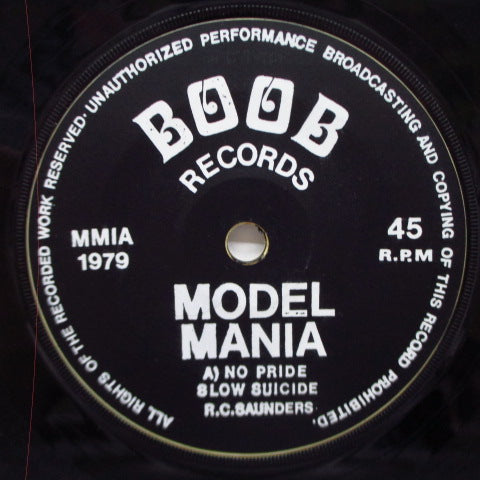 ALL RIGHTS OF THE RECORDED WORK RESERVED· UNAUTHORIZED PERFORMANCE BROADCASTING AND COPYING OF THIS RECORD PROHIBITED.
BOOB
RECORDS
MMIA
1979
45
R.P.M
MODEL
MANIA
A) NO PRIDE
SLOW SUICIDE
R.C.SAUNDERS